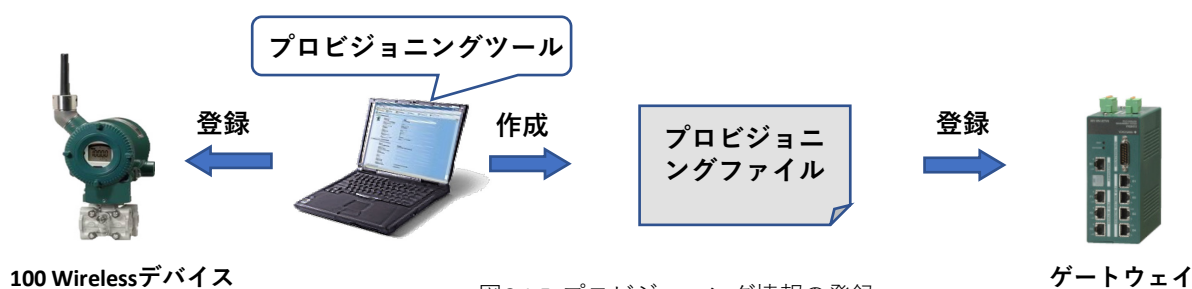 プロビジョニングツール
登録
作成
登録
プロビジョニ
ングファイル
100 Wirelessデバイス
ゲートウェイ